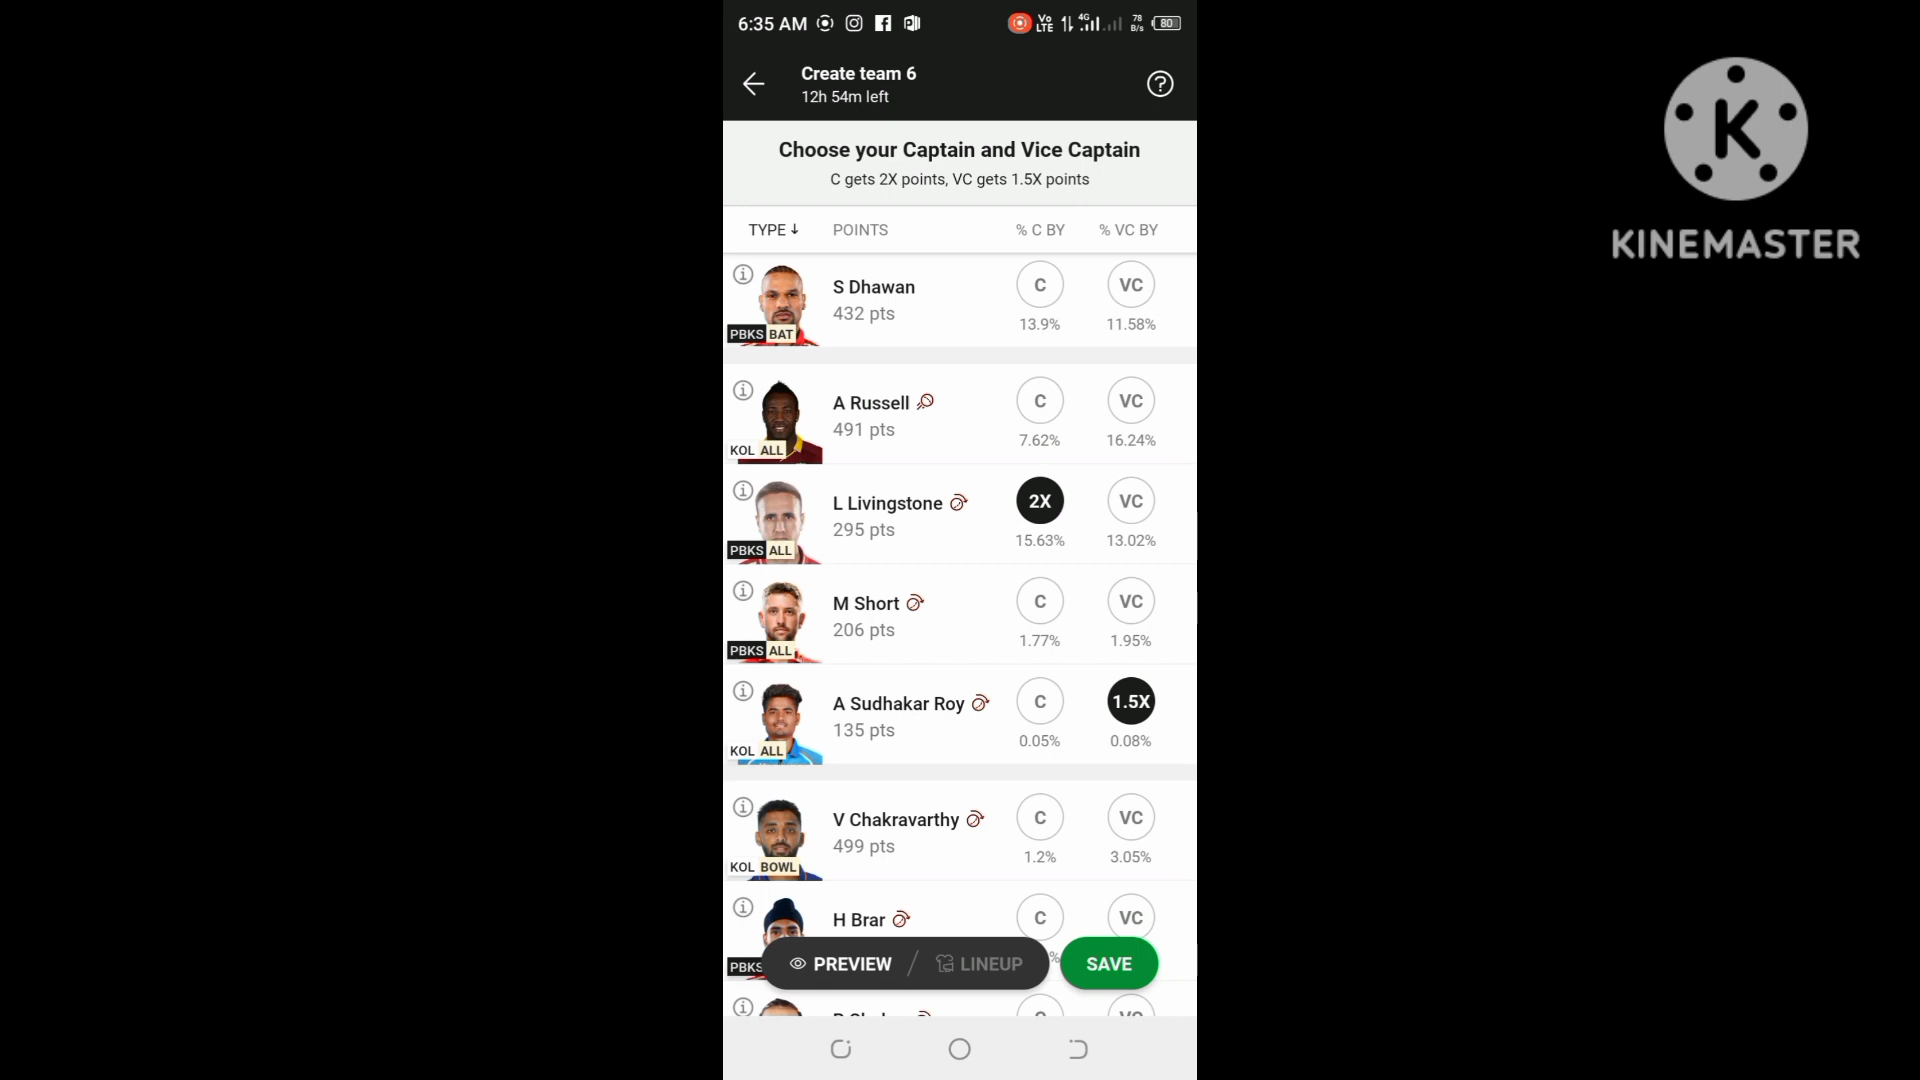 6:35 AM
Vo LTE 4G 78 B/s 80
Create team 6
12h 54m left
Choose your Captain and Vice Captain
C gets 2X points, VC gets 1.5X points
TYPE POINTS % C BY % VC BY
S Dhawan C VC
432 pts
13.9% 11.58%
PBKS BAT
A Russell C VC
491 pts
7.62% 16.24%
KOL ALL
L Livingstone 2X VC
295 pts
15.63% 13.02%
PBKS ALL
M Short C VC
206 pts
1.77% 1.95%
PBKS ALL
A Sudhakar Roy C 1.5X
135 pts
0.05% 0.08%
KOL ALL
V Chakravarthy C VC
499 pts
1.2% 3.05%
KOL BOWL
H Brar C VC
PBKS
PREVIEW / LINEUP % SAVE
K
KINEMASTER